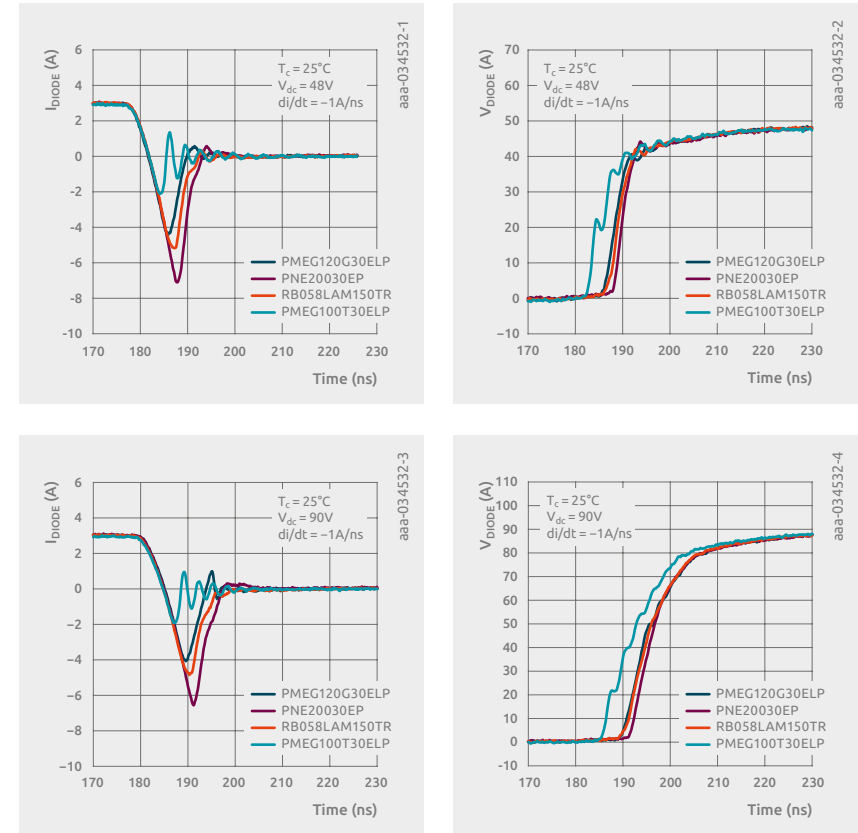 aaa-034532-1
I_DIODE (A)
6
4
2
0
-2
-4
-6
-8
-10
T_c = 25°C
V_dc = 48V
di/dt = −1A/ns
PMEG120G30ELP
PNE20030EP
RB058LAM150TR
PMEG100T30ELP
170 180 190 200 210 220 230
Time (ns)
aaa-034532-2
V_DIODE (A)
70
60
50
40
30
20
10
0
−10
T_c = 25°C
V_dc = 48V
di/dt = −1A/ns
PMEG120G30ELP
PNE20030EP
RB058LAM150TR
PMEG100T30ELP
170 180 190 200 210 220 230
Time (ns)
aaa-034532-3
I_DIODE (A)
6
4
2
0
−2
−4
−6
−8
−10
T_c = 25°C
V_dc = 90V
di/dt = −1A/ns
PMEG120G30ELP
PNE20030EP
RB058LAM150TR
PMEG100T30ELP
170 180 190 200 210 220 230
Time (ns)
aaa-034532-4
V_DIODE (A)
110
100
90
80
70
60
50
40
30
20
10
0
-10
T_c = 25°C
V_dc = 90V
di/dt = −1A/ns
PMEG120G30ELP
PNE20030EP
RB058LAM150TR
PMEG100T30ELP
170 180 190 200 210 220 230
Time (ns)